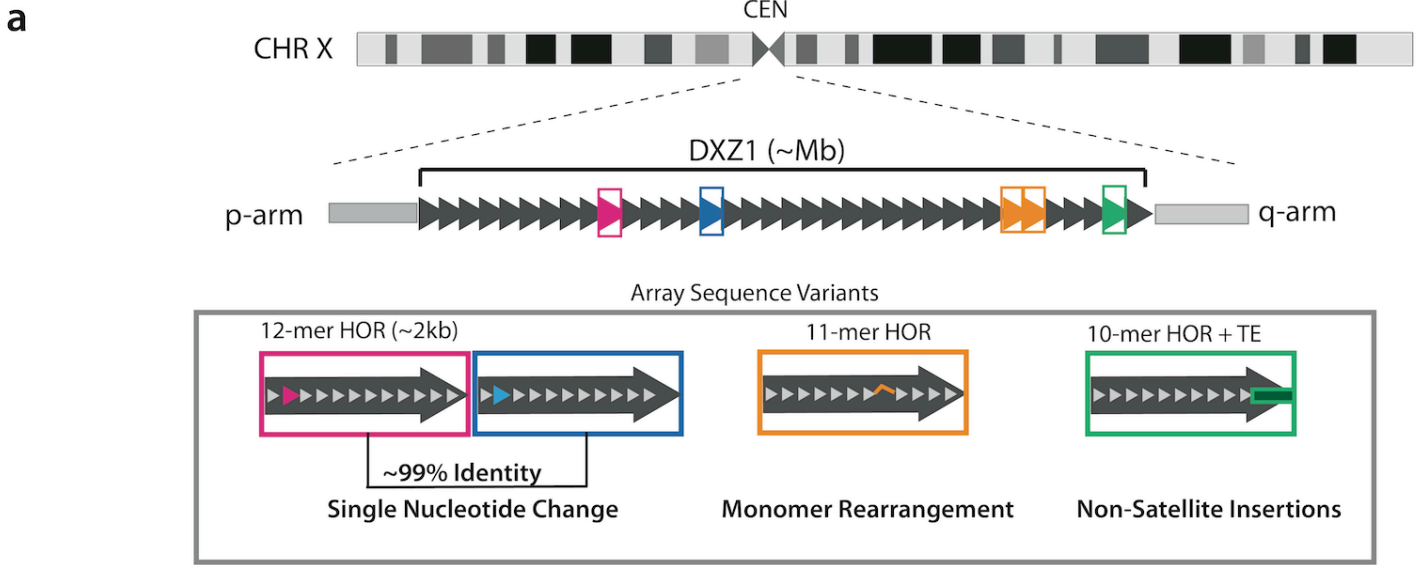 a
CEN
CHR X
DXZ1 (~Mb)
p-arm
q-arm
Array Sequence Variants
12-mer HOR (~2kb)
11-mer HOR
10-mer HOR + TE
~99% Identity
Single Nucleotide Change
Monomer Rearrangement
Non-Satellite Insertions